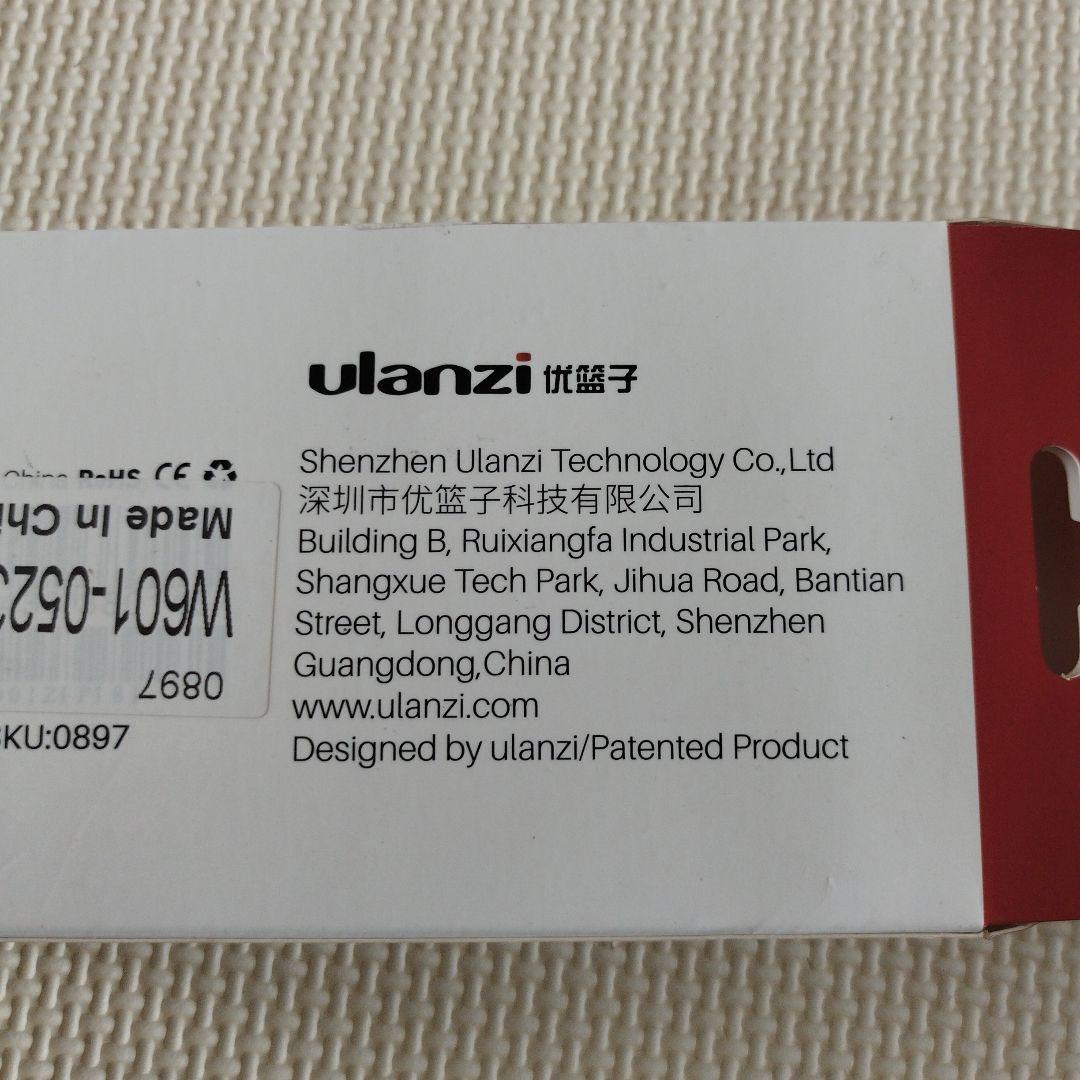 ulanzi 优篮子
Shenzhen Ulanzi Technology Co.,Ltd
深圳市优篮子科技有限公司
Building B, Ruixiangfa Industrial Park,
Shangxue Tech Park, Jihua Road, Bantian
Street, Longgang District, Shenzhen
Guangdong,China
www.ulanzi.com
Designed by ulanzi/Patented Product
China RoHS CE
Made In
W601-052
0897
SKU:0897